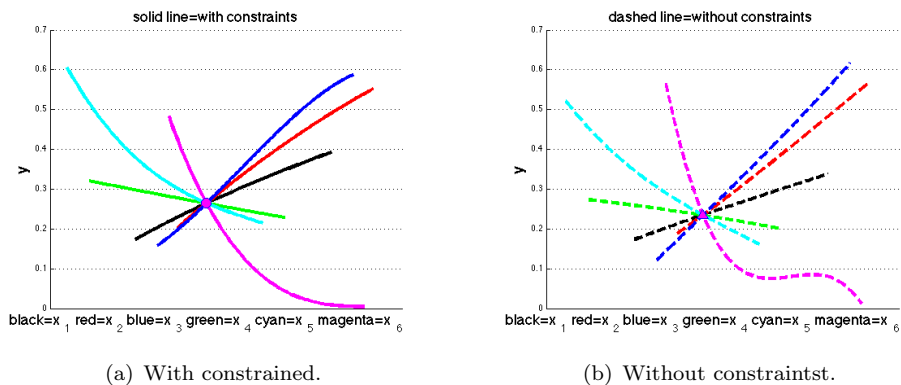 solid line=with constraints
0.7
0.6
0.5
0.4
0.3
0.2
0.1
0
y
black=x 1 red=x 2 blue=x 3 green=x 4 cyan=x 5 magenta=x 6
(a) With constrained.
dashed line=without constraints
0.7
0.6
0.5
0.4
0.3
0.2
0.1
0
y
black=x 1 red=x 2 blue=x 3 green=x 4 cyan=x 5 magenta=x 6
(b) Without constraintst.